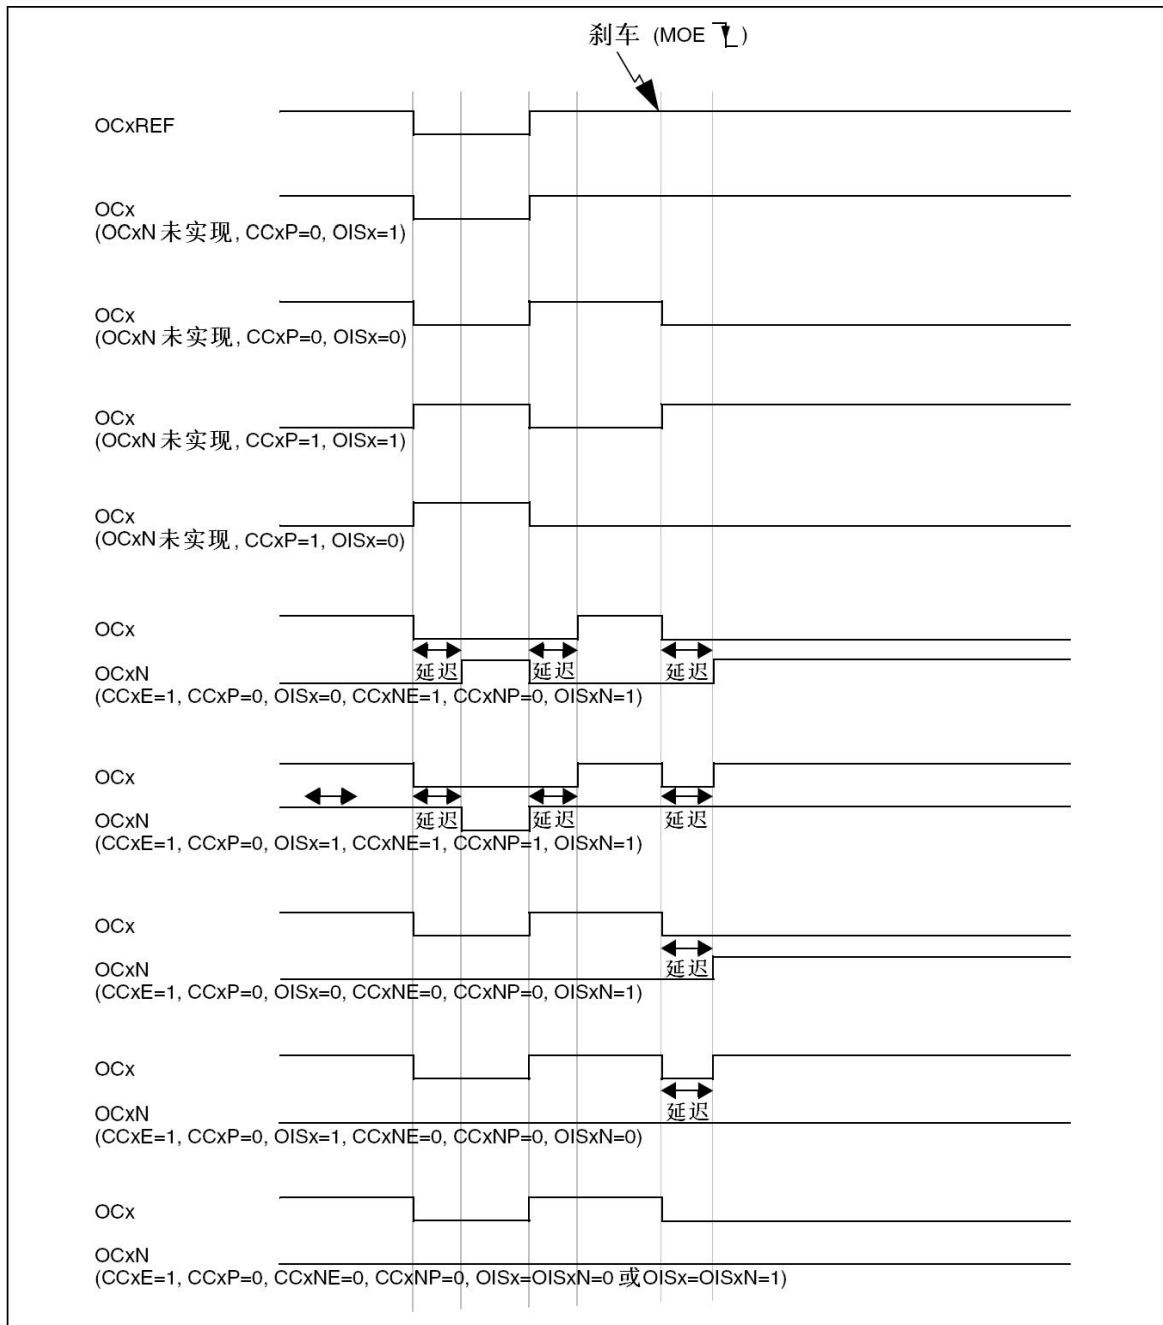 刹车 (MOE )
OCxREF
OCx
(OCxN 未实现, CCxP=0, OISx=1)
OCx
(OCxN 未实现, CCxP=0, OISx=0)
OCx
(OCxN 未实现, CCxP=1, OISx=1)
OCx
(OCxN 未实现, CCxP=1, OISx=0)
OCx
延迟 延迟 延迟
OCxN
(CCxE=1, CCxP=0, OISx=0, CCxNE=1, CCxNP=0, OISxN=1)
OCx
延迟 延迟 延迟
OCxN
(CCxE=1, CCxP=0, OISx=1, CCxNE=1, CCxNP=1, OISxN=1)
OCx
延迟
OCxN
(CCxE=1, CCxP=0, OISx=0, CCxNE=0, CCxNP=0, OISxN=1)
OCx
延迟
OCxN
(CCxE=1, CCxP=0, OISx=1, CCxNE=0, CCxNP=0, OISxN=0)
OCx
OCxN
(CCxE=1, CCxP=0, CCxNE=0, CCxNP=0, OISx=OISxN=0 或OISx=OISxN=1)